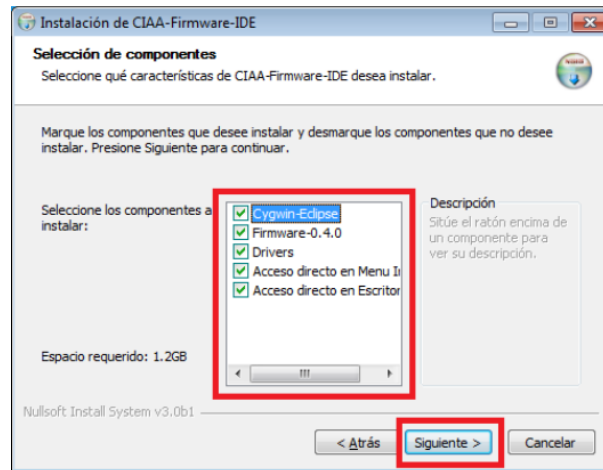 Instalación de CIAA-Firmware-IDE
Selección de componentes
Seleccione qué características de CIAA-Firmware-IDE desea instalar.
Marque los componentes que desee instalar y desmarque los componentes que no desee
instalar. Presione Siguiente para continuar.
Seleccione los componentes a
instalar:
Cygwin-Eclipse
Firmware-0.4.0
Drivers
Acceso directo en Menu
Acceso directo en Escritor
Descripción
Sitúe el ratón encima de
un componente para
ver su descripción.
Espacio requerido: 1.2GB
Nullsoft Install System v3.0b1
< Atrás
Siguiente >
Cancelar